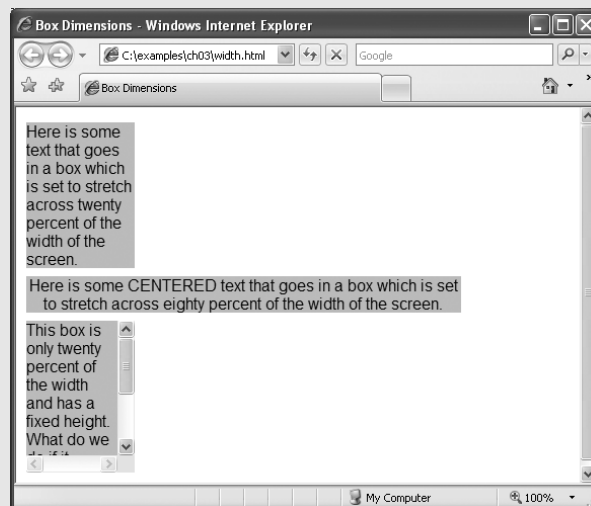 Box Dimensions - Windows Internet Explorer
C:\examples\ch03\width.html
Google
Box Dimensions
Here is some
text that goes
in a box which
is set to stretch
across twenty
percent of the
width of the
screen.
Here is some CENTERED text that goes in a box which is set
to stretch across eighty percent of the width of the screen.
This box is
only twenty
percent of
the width
and has a
fixed height.
What do we
do if it
My Computer
100%